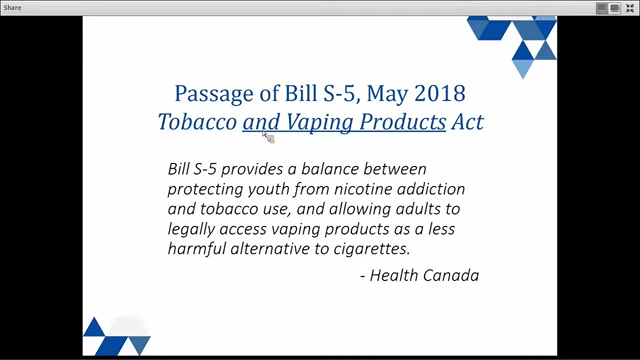 Share
Passage of Bill S-5, May 2018
Tobacco and Vaping Products Act
Bill S-5 provides a balance between
protecting youth from nicotine addiction
and tobacco use, and allowing adults to
legally access vaping products as a less
harmful alternative to cigarettes.
- Health Canada